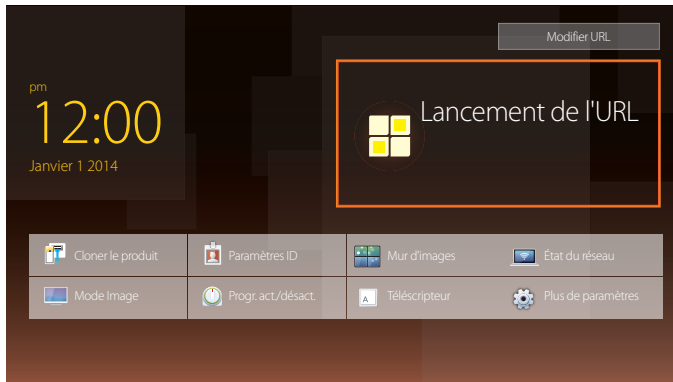 Modifier URL
pm
12:00
Janvier 1 2014
Lancement de l'URL
Cloner le produit
Paramètres ID
Mur d'images
État du réseau
Mode Image
Progr. act./désact.
A
Téléscripteur
Plus de paramètres